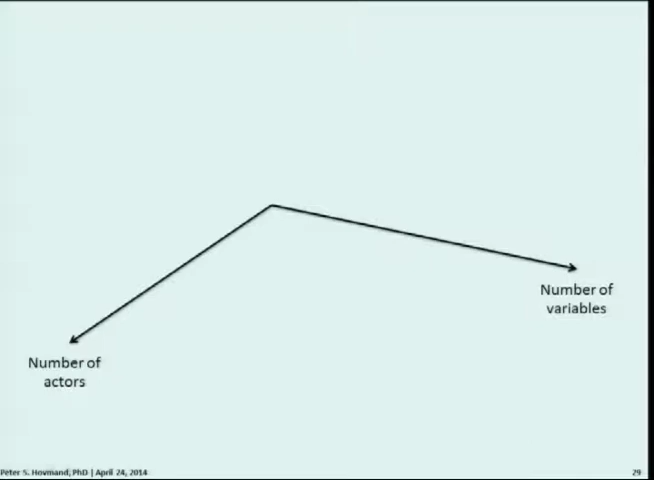 Number of
variables
Number of
actors
Peter S. Hovmand, PhD | April 24, 2014
29